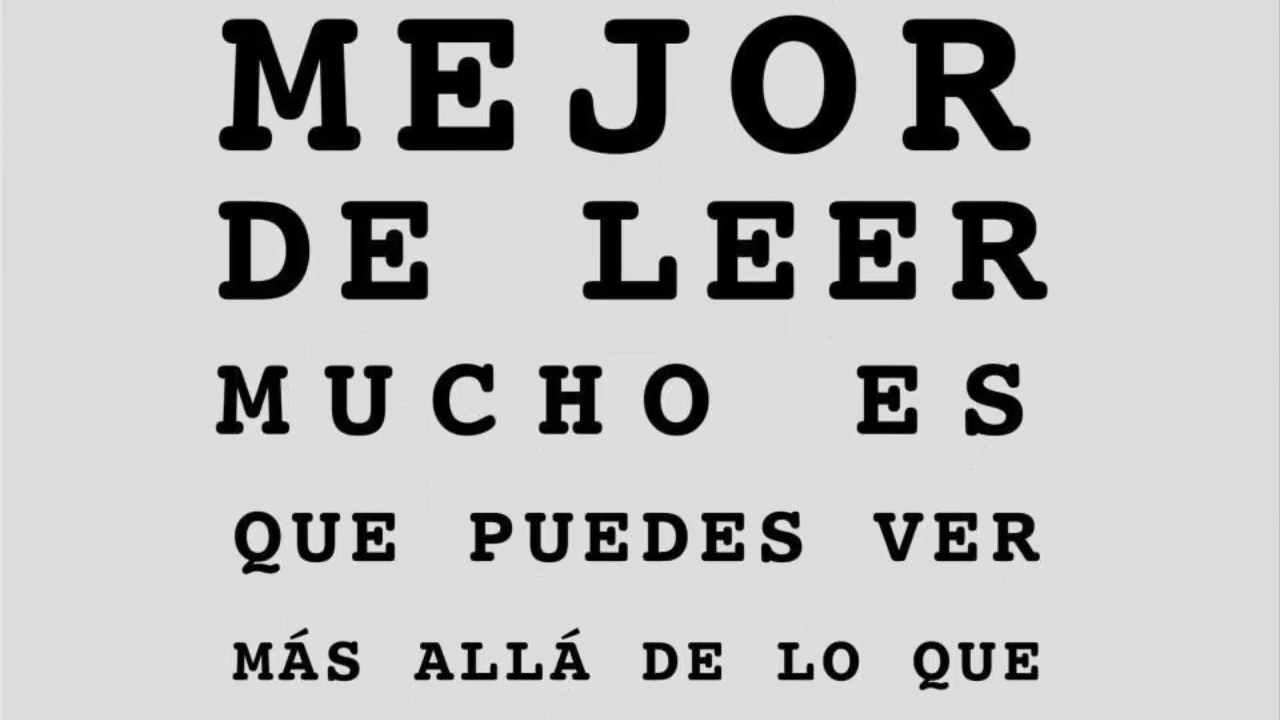 MEJOR
DE LEER
MUCHO ES
QUE PUEDES VER
MÁS ALLÁ DE LO QUE